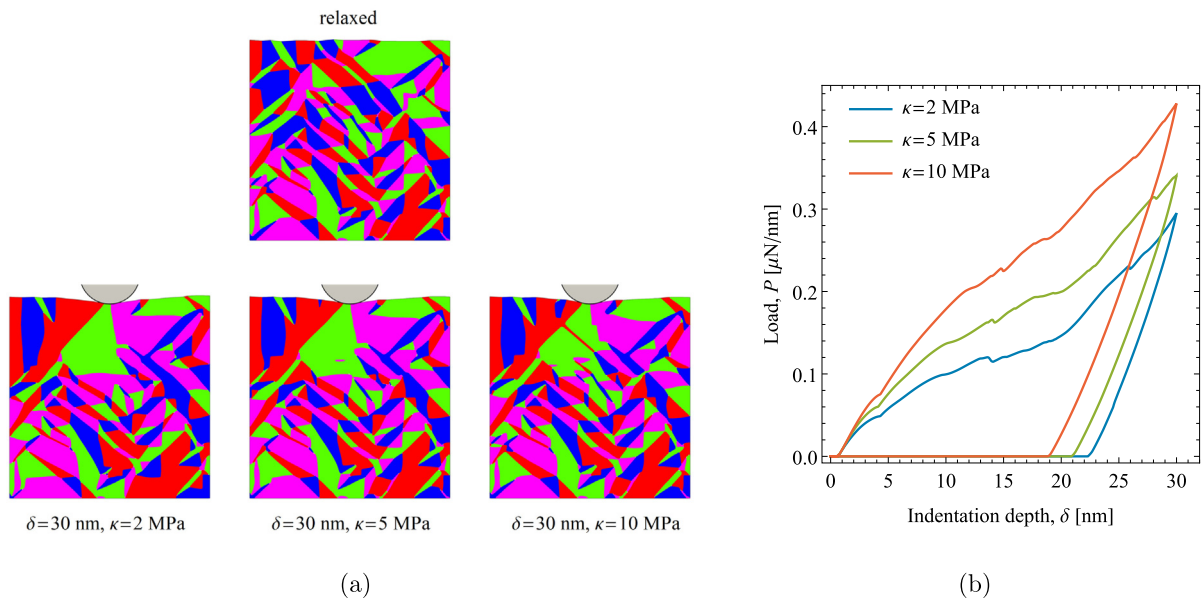 relaxed
δ=30 nm, κ=2 MPa
δ=30 nm, κ=5 MPa
δ=30 nm, κ=10 MPa
(a)
κ=2 MPa
κ=5 MPa
κ=10 MPa
Load, P [μN/nm]
0.4
0.3
0.2
0.1
0.0
0 5 10 15 20 25 30
Indentation depth, δ [nm]
(b)